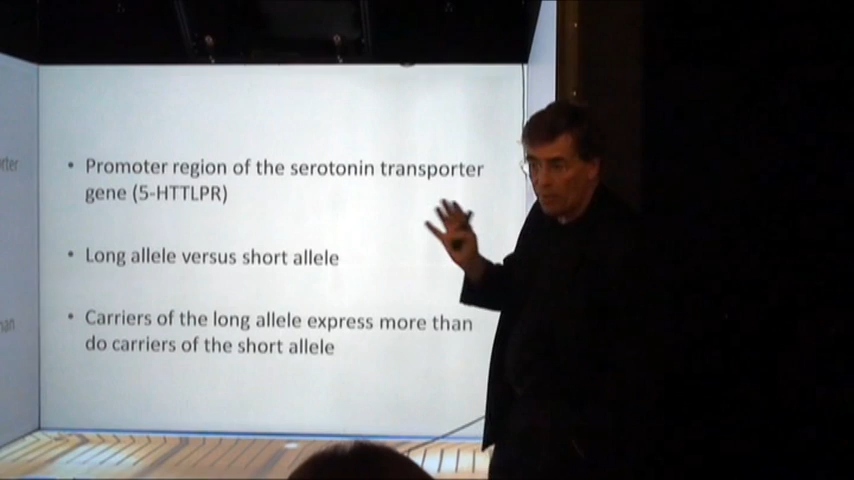 • Promoter region of the serotonin transporter
gene (5-HTTLPR)
• Long allele versus short allele
• Carriers of the long allele express more than
do carriers of the short allele